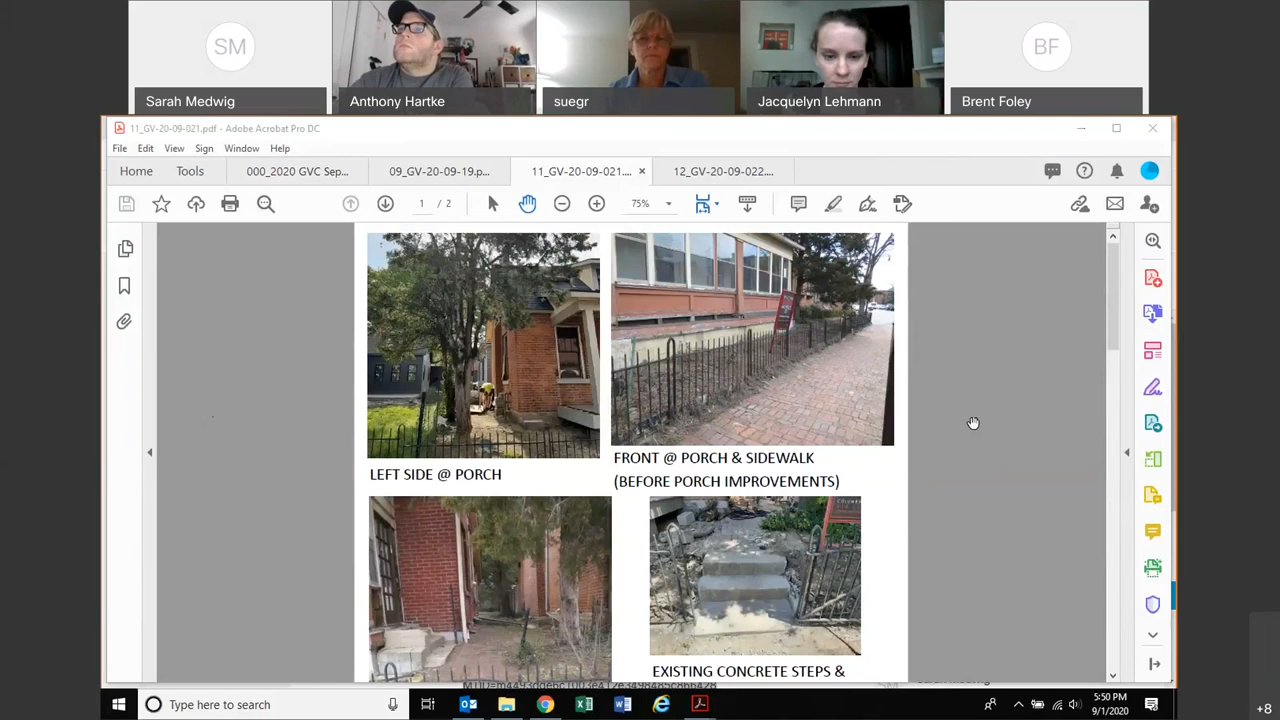 SM
BF
Sarah Medwig
Anthony Hartke
suegr
Jacquelyn Lehmann
Brent Foley
11_GV-20-09-021.pdf - Adobe Acrobat Pro DC
File Edit View Sign Window Help
Home Tools 000_2020 GVC Sep... 09_GV-20-09-19.p... 11_GV-20-09-021.... × 12_GV-20-09-022....
1 / 2 75%
LEFT SIDE @ PORCH
FRONT @ PORCH & SIDEWALK
(BEFORE PORCH IMPROVEMENTS)
EXISTING CONCRETE STEPS &
Type here to search
5:50 PM
9/1/2020
+8